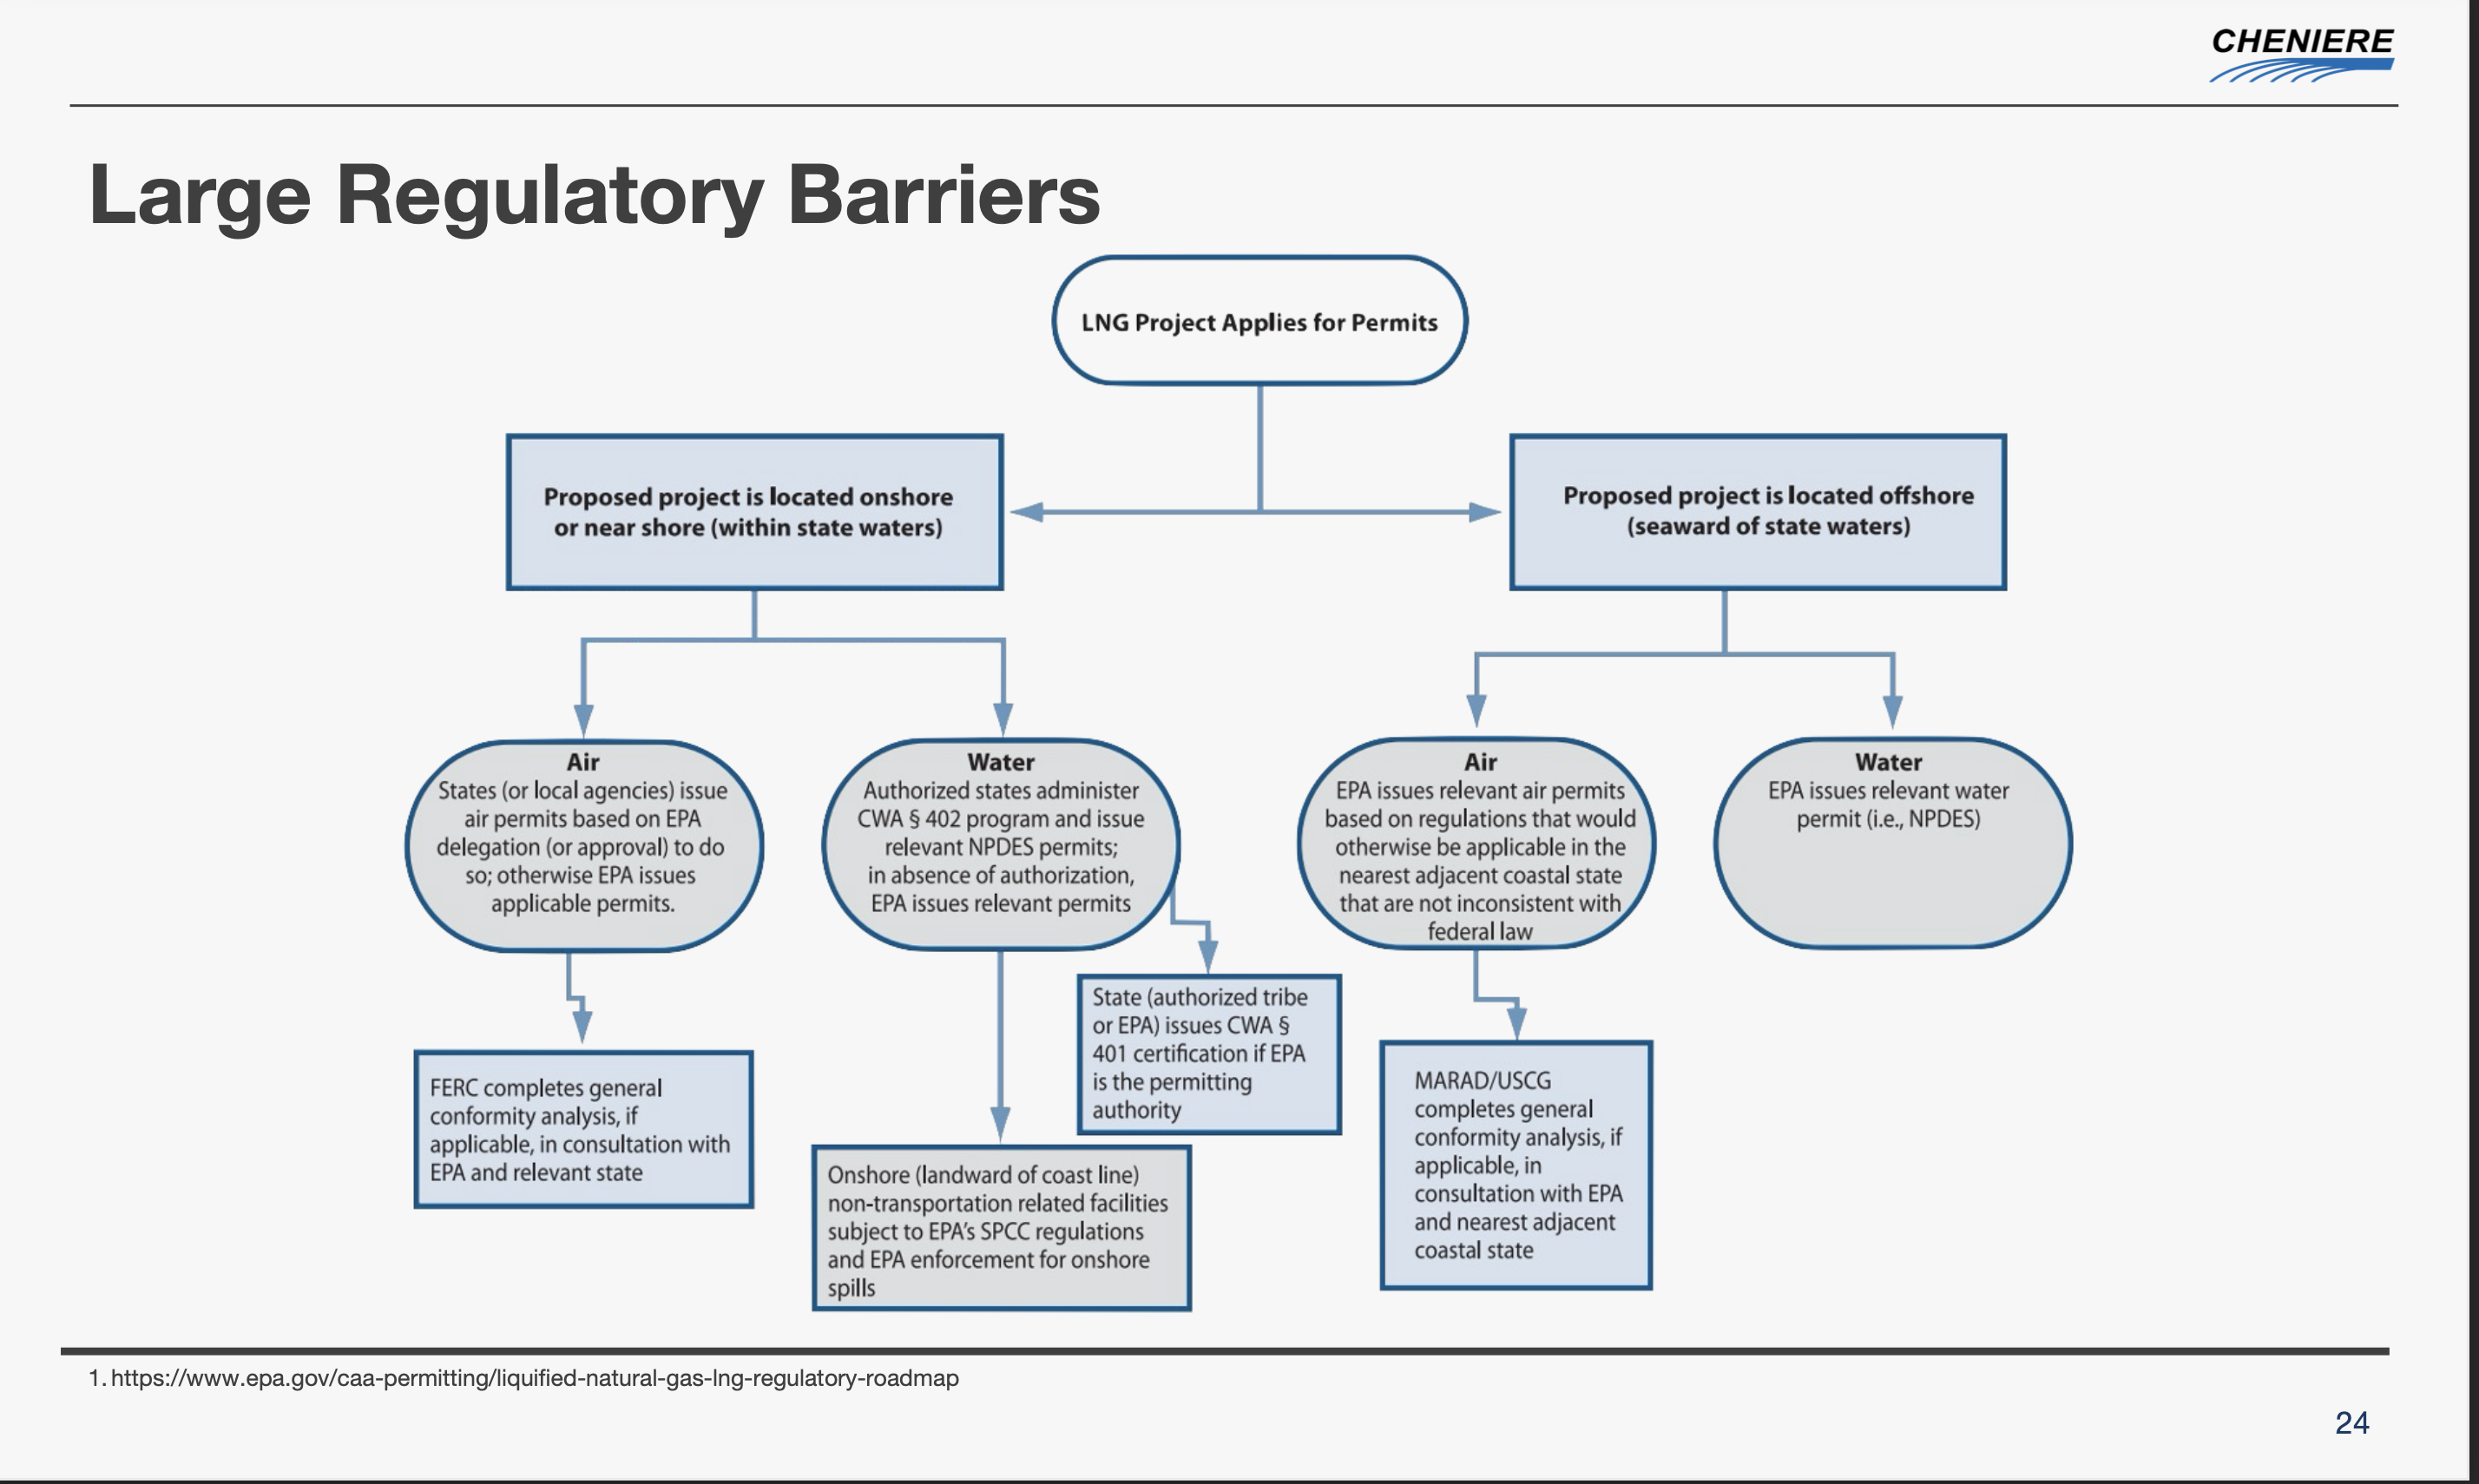 CHENIERE
Large Regulatory Barriers
LNG Project Applies for Permits
Proposed project is located onshore
or near shore (within state waters)
Proposed project is located offshore
(seaward of state waters)
Air
States (or local agencies) issue
air permits based on EPA
delegation (or approval) to do
so; otherwise EPA issues
applicable permits.
Water
Authorized states administer
CWA § 402 program and issue
relevant NPDES permits;
in absence of authorization,
EPA issues relevant permits
Air
EPA issues relevant air permits
based on regulations that would
otherwise be applicable in the
nearest adjacent coastal state
that are not inconsistent with
federal law
Water
EPA issues relevant water
permit (i.e., NPDES)
FERC completes general
conformity analysis, if
applicable, in consultation with
EPA and relevant state
State (authorized tribe
or EPA) issues CWA §
401 certification if EPA
is the permitting
authority
Onshore (landward of coast line)
non-transportation related facilities
subject to EPA's SPCC regulations
and EPA enforcement for onshore
spills
MARAD/USCG
completes general
conformity analysis, if
applicable, in
consultation with EPA
and nearest adjacent
coastal state
1. https://www.epa.gov/caa-permitting/liquified-natural-gas-lng-regulatory-roadmap
24